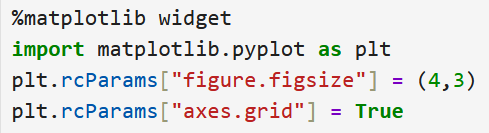 %matplotlib widget
import matplotlib.pyplot as plt
plt.rcParams["figure.figsize"] = (4,3)
plt.rcParams["axes.grid"] = True